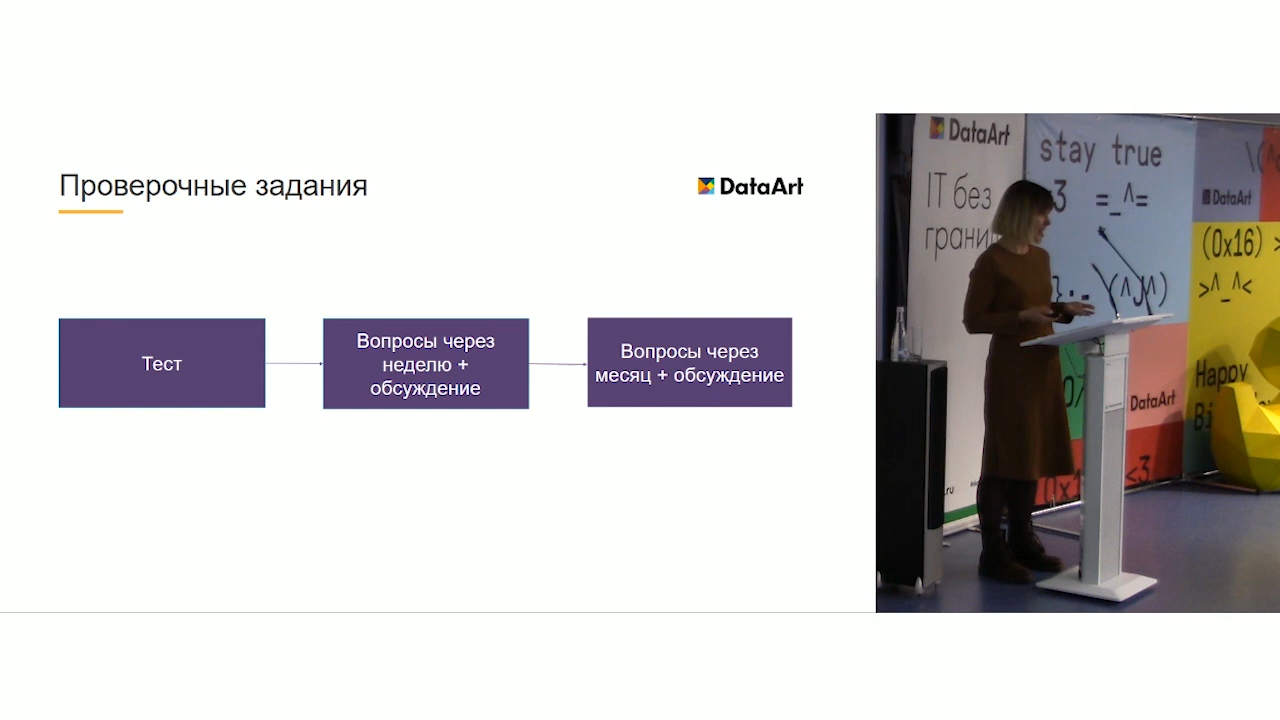 Проверочные задания
DataArt
Тест
Вопросы через
неделю +
обсуждение
Вопросы через
месяц + обсуждение
DataArt
IT без
stay true
=_^=
DataArt
(0x16) >
>^_^<
Happy
DataArt
<3